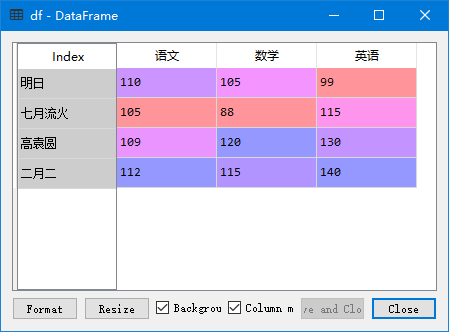 df - DataFrame
Index 语文 数学 英语
明日 110 105 99
七月流火 105 88 115
高袁圆 109 120 130
二月二 112 115 140
Format Resize Backgrou Column m re and Clo Close